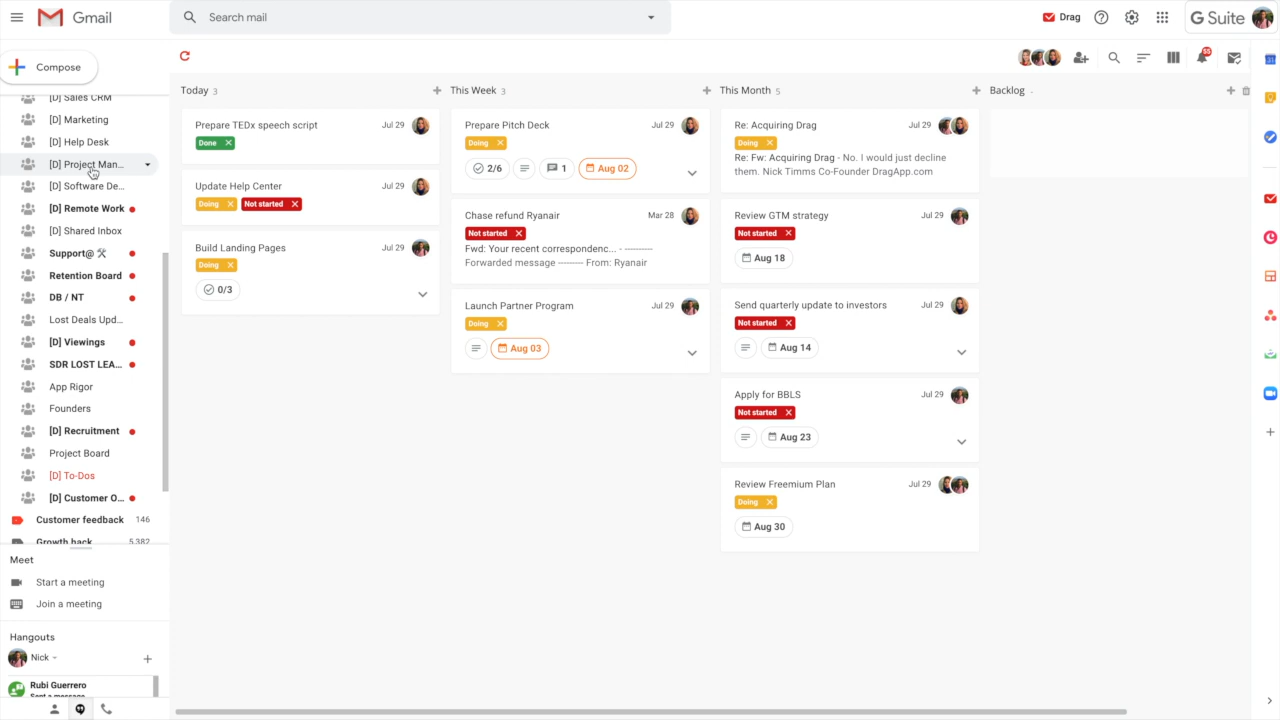 Gmail
Search mail
Drag
G Suite
Compose
55
[D] Sales CRM
[D] Marketing
[D] Help Desk
[D] Project Man...
[D] Software De...
[D] Remote Work
[D] Shared Inbox
Support@ 🛠
Retention Board
DB / NT
Lost Deals Upd...
[D] Viewings
SDR LOST LEA...
App Rigor
Founders
[D] Recruitment
Project Board
[D] To-Dos
[D] Customer O...
Customer feedback 146
Growth hack 5,382
Meet
Start a meeting
Join a meeting
Hangouts
Nick
Rubi Guerrero
Sent a message
Today 3
Prepare TEDx speech script Jul 29
Done
Update Help Center Jul 29
Doing Not started
Build Landing Pages Jul 29
Doing
0/3
This Week 3
Prepare Pitch Deck Jul 29
Doing
2/6 1 Aug 02
Chase refund Ryanair Mar 28
Not started
Fwd: Your recent correspondenc... - ---------
Forwarded message --------- From: Ryanair
Launch Partner Program Jul 29
Doing
Aug 03
This Month 5
Re: Acquiring Drag Jul 29
Doing
Re: Fw: Acquiring Drag - No. I would just decline
them. Nick Timms Co-Founder DragApp.com
Review GTM strategy Jul 29
Not started
Aug 18
Send quarterly update to investors Jul 29
Not started
Aug 14
Apply for BBLS Jul 29
Not started
Aug 23
Review Freemium Plan Jul 29
Doing
Aug 30
Backlog
31